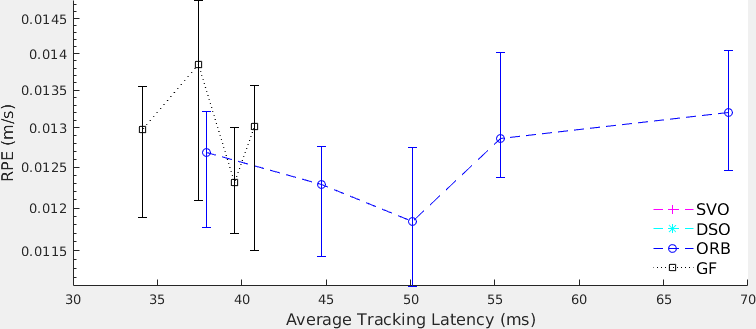 0.0145
0.014
0.0135
0.013
0.0125
0.012
0.0115
RPE (m/s)
30 35 40 45 50 55 60 65 70
Average Tracking Latency (ms)
SVO
DSO
ORB
GF